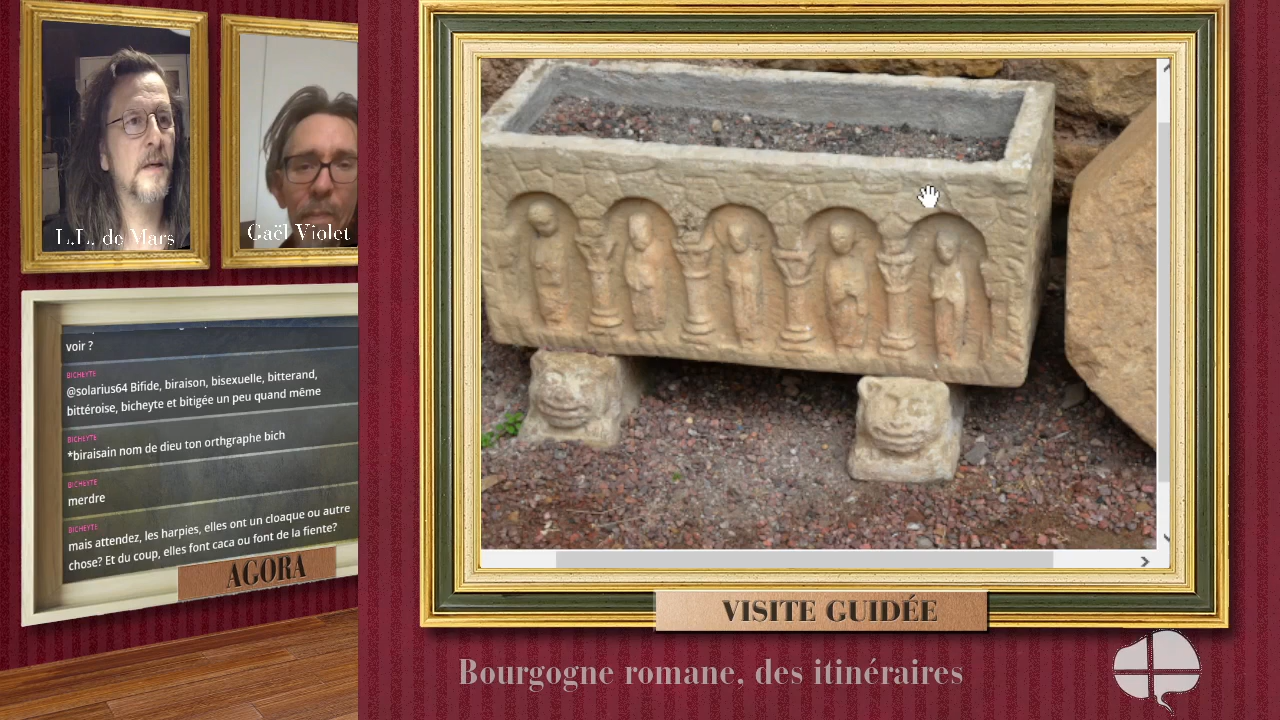 L.L. de Mars
Gaël Violet
voir ?
BICHEYTE
@solarius64 Bifide, biraison, bisexuelle, bitterand,
bittéroise, bicheyte et bitigée un peu quand même
BICHEYTE
*biraisain nom de dieu ton orthgraphe bich
BICHEYTE
merdre
BICHEYTE
mais attendez, les harpies, elles ont un cloaque ou autre
chose? Et du coup, elles font caca ou font de la fiente?
AGORA
VISITE GUIDÉE
Bourgogne romane, des itinéraires